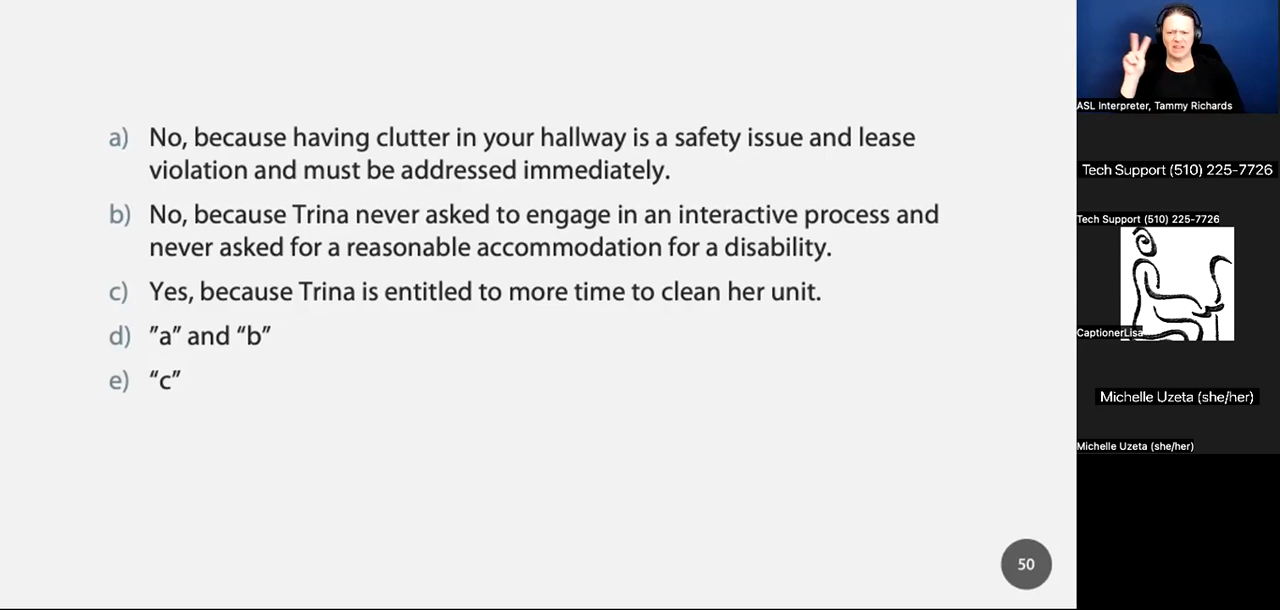 a) No, because having clutter in your hallway is a safety issue and lease
violation and must be addressed immediately.
b) No, because Trina never asked to engage in an interactive process and
never asked for a reasonable accommodation for a disability.
c) Yes, because Trina is entitled to more time to clean her unit.
d) ”a” and “b”
e) “c”
50
ASL Interpreter, Tammy Richards
Tech Support (510) 225-7726
Tech Support (510) 225-7726
CaptionerLisa
Michelle Uzeta (she/her)
Michelle Uzeta (she/her)